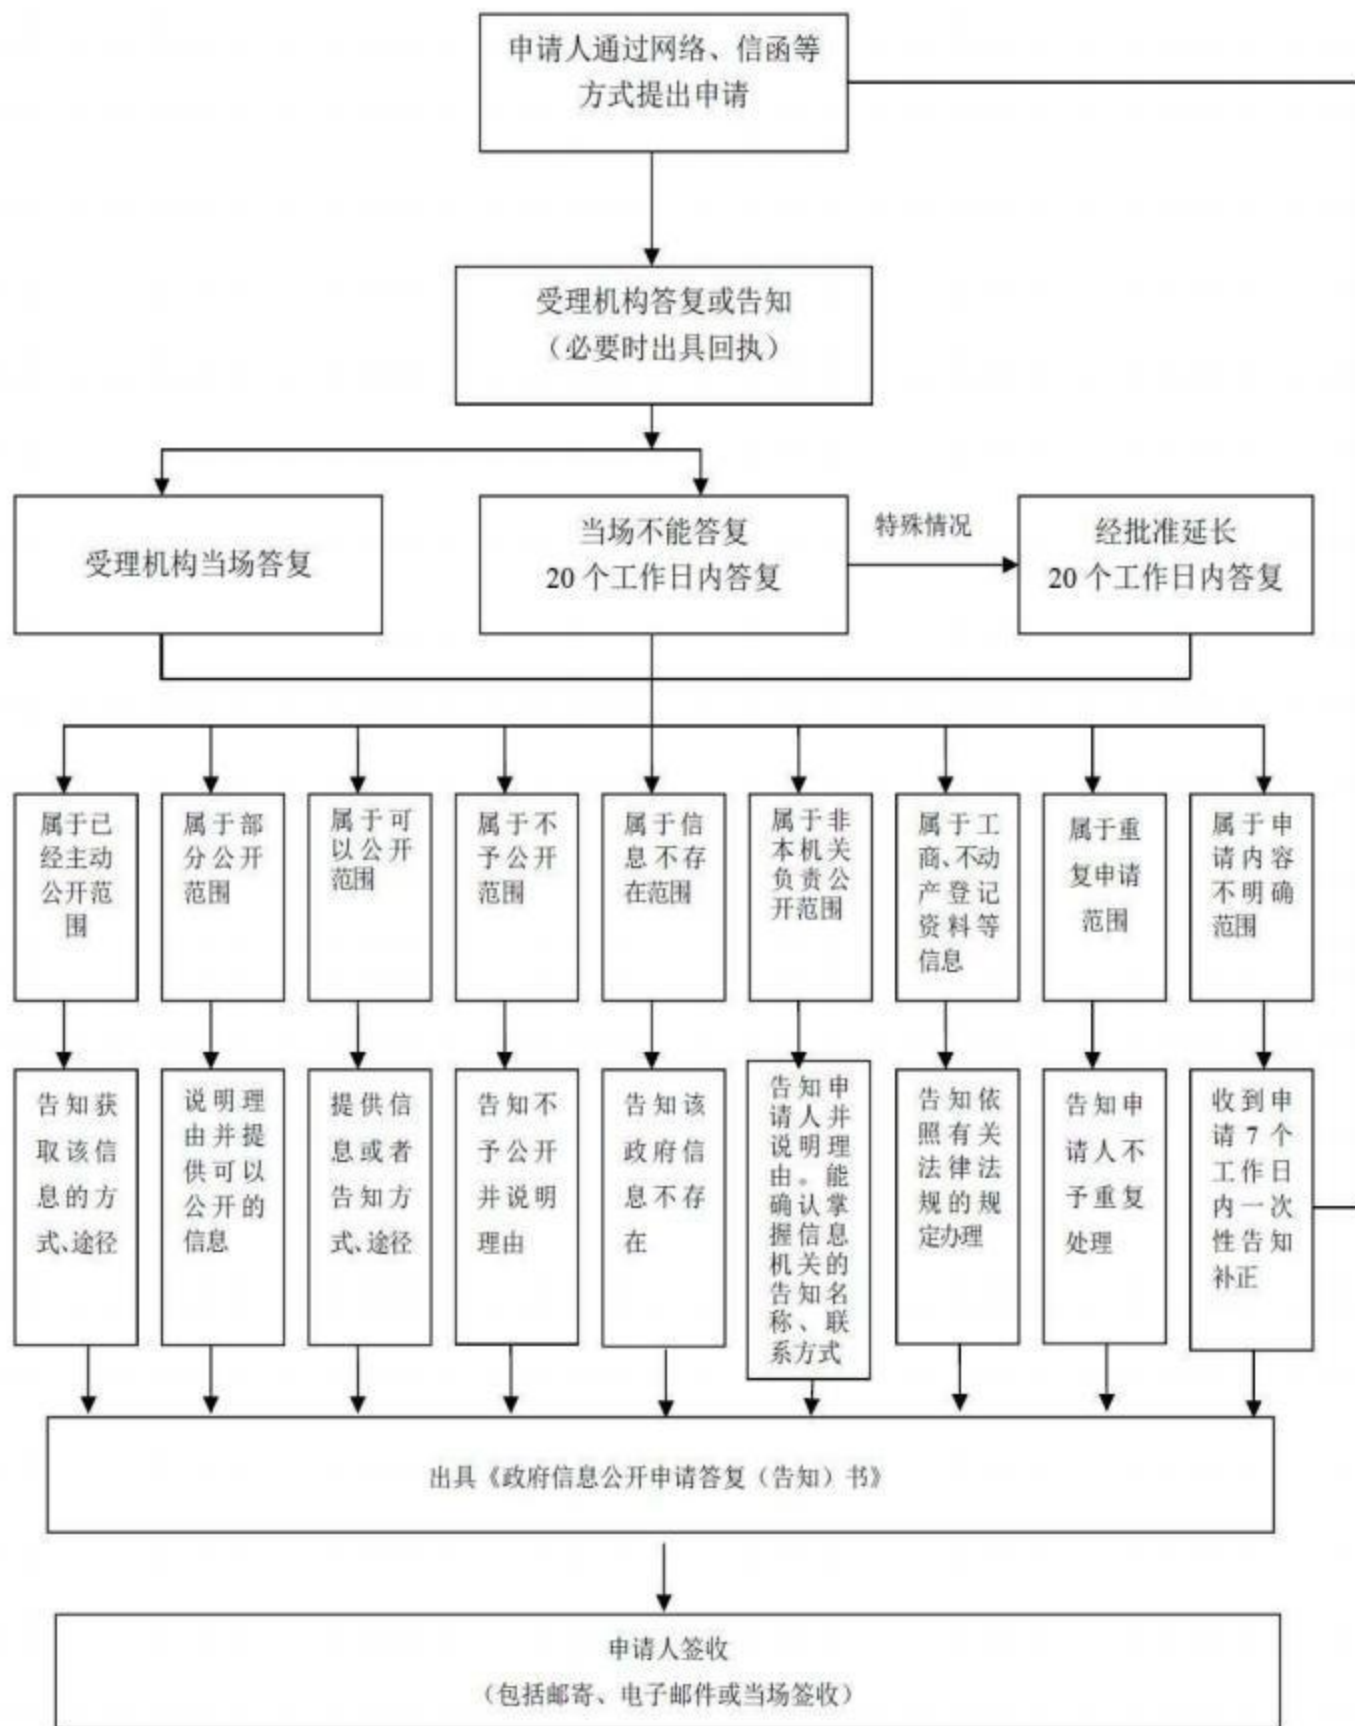 申请人通过网络、信函等
方式提出申请
受理机构答复或告知
（必要时出具回执）
受理机构当场答复
当场不能答复
20 个工作日内答复
特殊情况
经批准延长
20 个工作日内答复
属于已
经主动
公开范
围
属于部
分公开
范围
属于可
以公开
范围
属于不
予公开
范围
属于信
息不存
在范围
属于非
本机关
负责公
开范围
属于工
商、不动
产登记
资料等
信息
属于重
复申请
范围
属于申
请内容
不明确
范围
告知获
取该信
息的方
式、途径
说明理
由并提
供可以
公开的
信息
提供信
息或者
告知方
式、途径
告知不
予公开
并说明
理由
告知该
政府信
息不存
在
告知申
请人并
说明理
由。能
确认掌
握信息
机关的
告知名
称、联
系方式
告知依
照有关
法律法
规的规
定办理
告知申
请人不
予重复
处理
收到申
请 7 个
工作日
内一次
性告知
补正
出具《政府信息公开申请答复（告知）书》
申请人签收
（包括邮寄、电子邮件或当场签收）